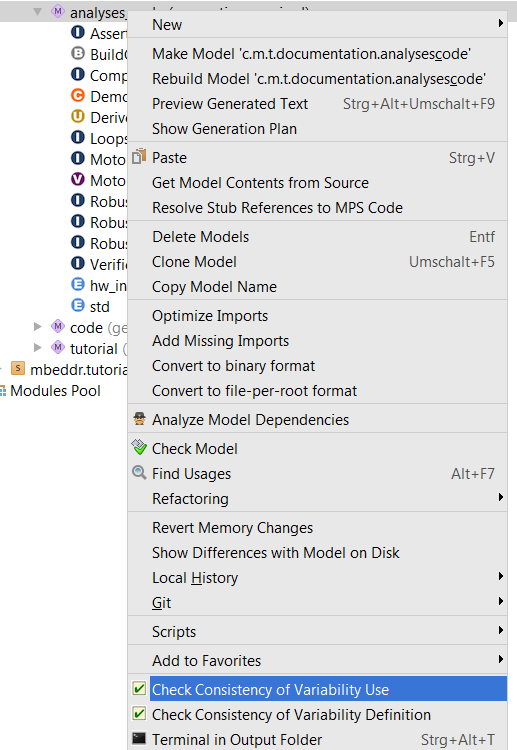 analyses
Assert
New
BuildC
Make Model 'c.m.t.documentation.analysescode'
Comp
Rebuild Model 'c.m.t.documentation.analysescode'
Demo
Preview Generated Text Strg+Alt+Umschalt+F9
Derive
Show Generation Plan
Loops
Moto
Paste Strg+V
Moto
Get Model Contents from Source
Robus
Resolve Stub References to MPS Code
Robus
Delete Models Entf
Robus
Clone Model Umschalt+F5
Verifie
hw_in
Copy Model Name
std
Optimize Imports
code (ge
Add Missing Imports
tutorial (
Convert to binary format
mbeddr.tutoria
Convert to file-per-root format
Modules Pool
Analyze Model Dependencies
Check Model
Find Usages Alt+F7
Refactoring
Revert Memory Changes
Show Differences with Model on Disk
Local History
Git
Scripts
Add to Favorites
Check Consistency of Variability Use
Check Consistency of Variability Definition
Terminal in Output Folder Strg+Alt+T